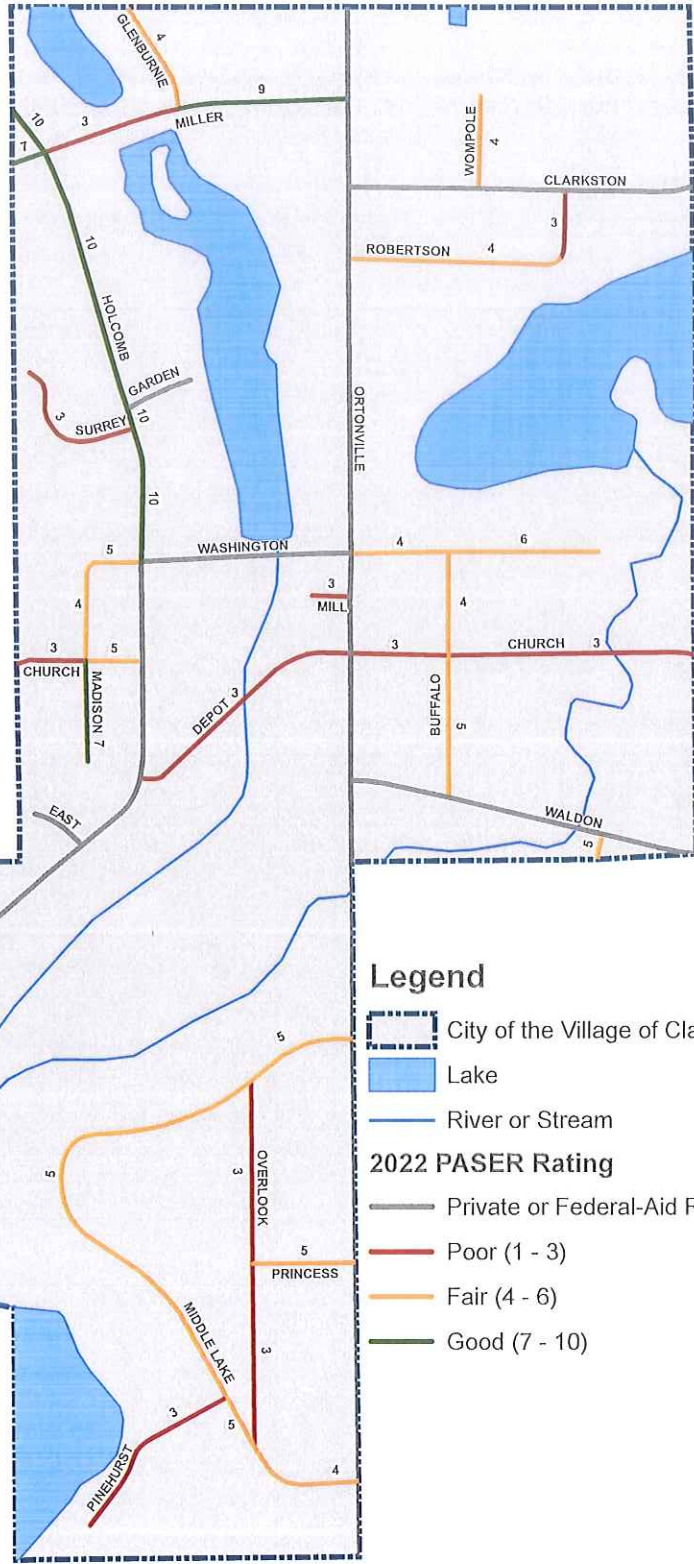 GLENBURNIE
4
9
MILLER
3
10
7
WOMPOLE
4
CLARKSTON
3
ROBERTSON
4
10
HOLCOMB
GARDEN
10
3
SURREY
ORTONVILLE
10
5
WASHINGTON
4
6
3
MILL
4
4
3
CHURCH
5
3
CHURCH
3
MADISON
7
DEPOT
3
BUFFALO
5
EAST
WALDON
5
Legend
City of the Village of Cla
Lake
River or Stream
2022 PASER Rating
Private or Federal-Aid R
Poor (1 - 3)
Fair (4 - 6)
Good (7 - 10)
5
5
3
OVERLOOK
5
PRINCESS
MIDDLE LAKE
3
3
5
PINEHURST
4